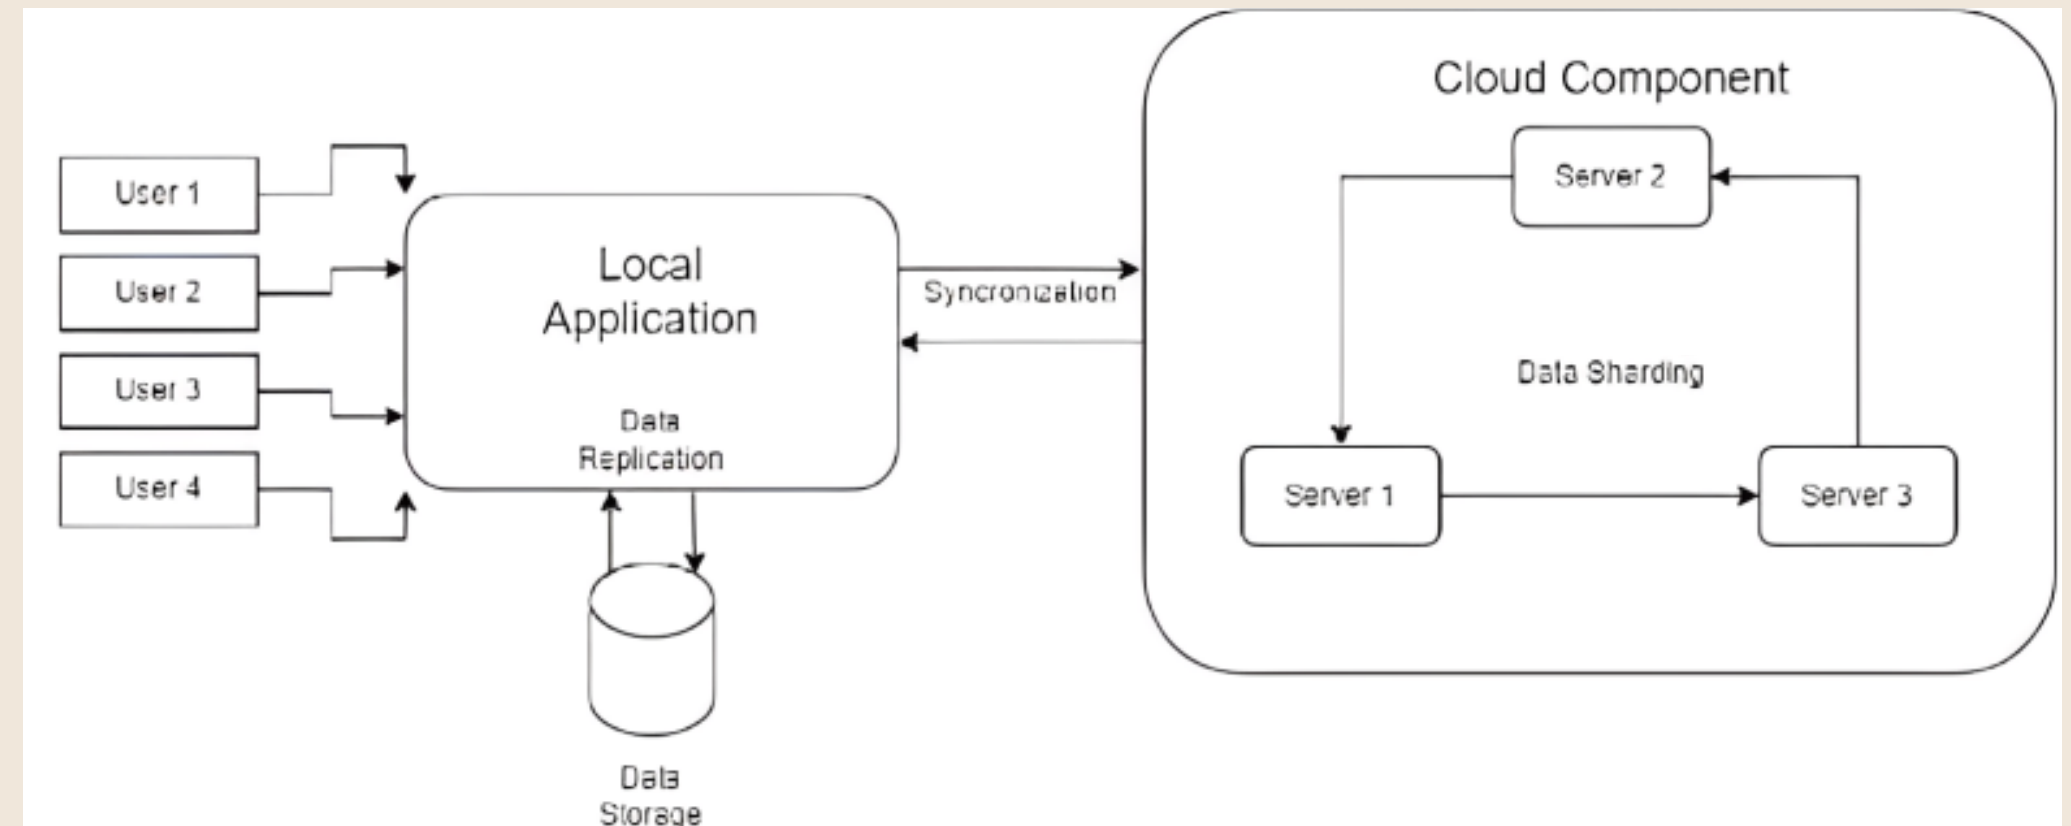 User 1
User 2
User 3
User 4
Local
Application
Data
Replication
Data
Storage
Syncronization
Cloud Component
Server 2
Data Sharding
Server 1
Server 3